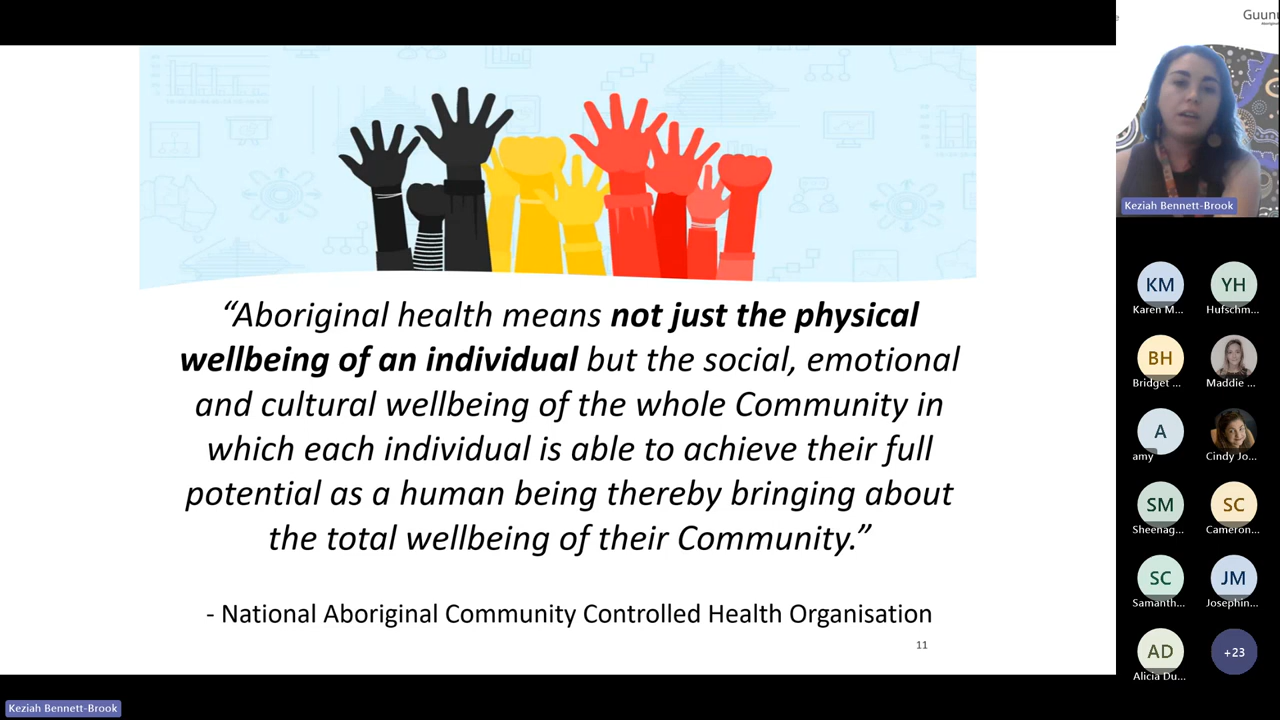 Guunu
“Aboriginal health means not just the physical
wellbeing of an individual but the social, emotional
and cultural wellbeing of the whole Community in
which each individual is able to achieve their full
potential as a human being thereby bringing about
the total wellbeing of their Community.”
- National Aboriginal Community Controlled Health Organisation
11
Keziah Bennett-Brook
KM
YH
Karen M...
Hufschm...
BH
Bridget ...
Maddie ...
A
amy
Cindy Jo...
SM
SC
Sheenag...
Cameron...
SC
JM
Samanth...
Josephin...
AD
+23
Alicia Du...
Keziah Bennett-Brook